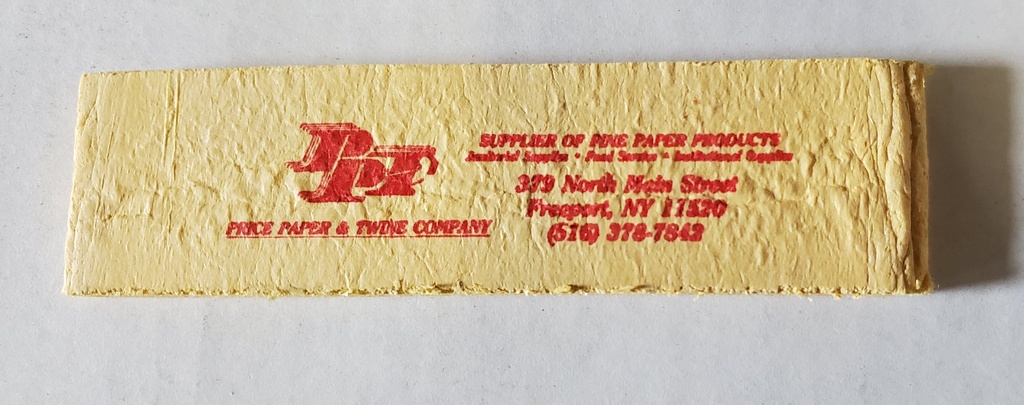 PPT
PRICE PAPER & TWINE COMPANY
SUPPLIER OF FINE PAPER PRODUCTS
Janitorial Supplies • Food Service • Institutional Supplies
379 North Main Street
Freeport, NY 11520
(516) 378-7842